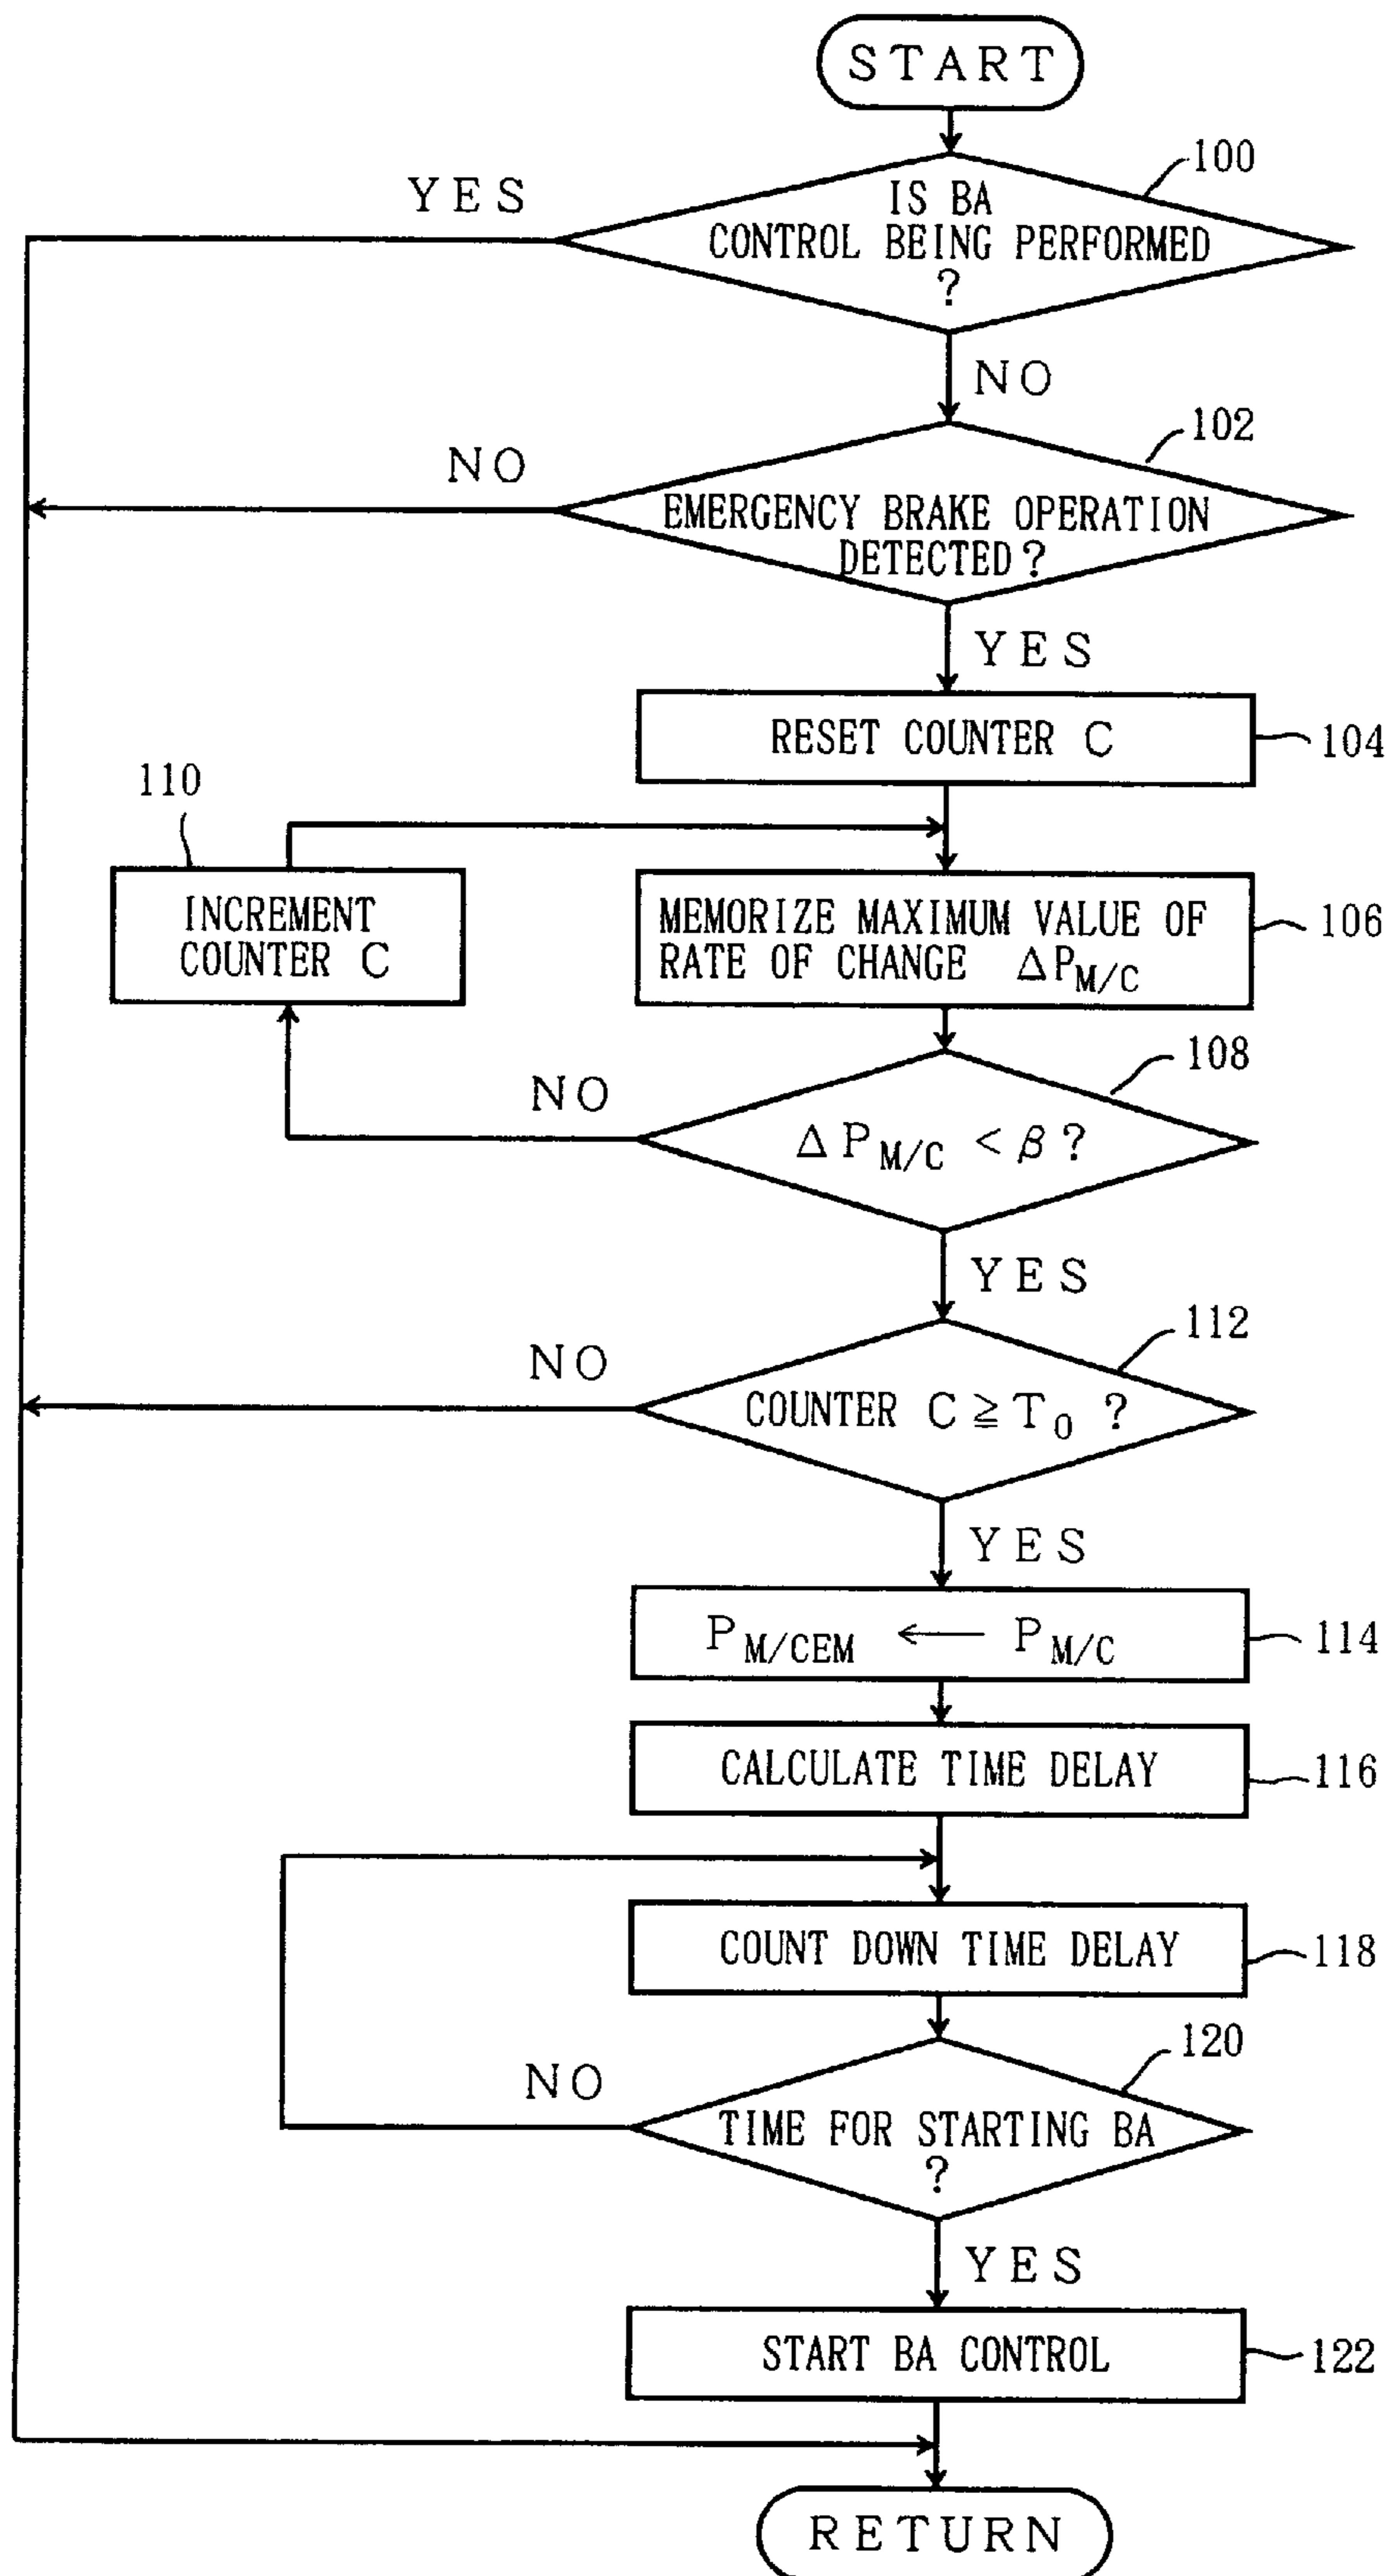 START
100
YES
IS BA
CONTROL BEING PERFORMED
?
NO
102
NO
EMERGENCY BRAKE OPERATION
DETECTED?
YES
RESET COUNTER C
104
110
INCREMENT
COUNTER C
MEMORIZE MAXIMUM VALUE OF
RATE OF CHANGE ΔP_M/C
106
108
NO
ΔP_M/C < β ?
YES
112
NO
COUNTER C ≧ T_0 ?
YES
P_M/CEM ← P_M/C
114
CALCULATE TIME DELAY
116
COUNT DOWN TIME DELAY
118
120
NO
TIME FOR STARTING BA
?
YES
START BA CONTROL
122
RETURN